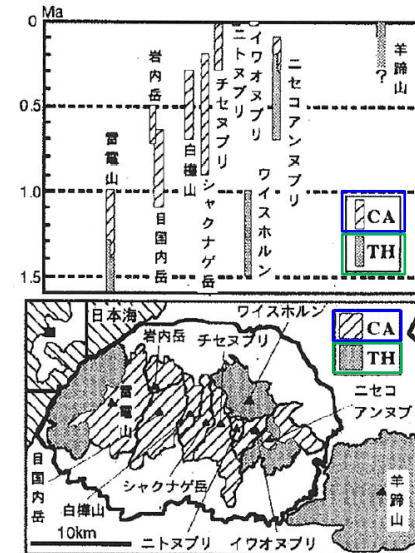 Ma
0
0.5
1.0
1.5
雷電山
岩内岳
目国内岳
白樺山
シャクナゲ岳
チセヌプリ
ニトヌプリ
イワオヌプリ
ワイスホルン
ニセコアンヌプリ
羊蹄山
?
CA
TH
日本海
岩内岳
チセヌプリ
ワイスホルン
CA
TH
ニセコ
アンヌプリ
雷電山
目国内岳
白樺山
シャクナゲ岳
ニトヌプリ
イワオヌプリ
羊蹄山
10km